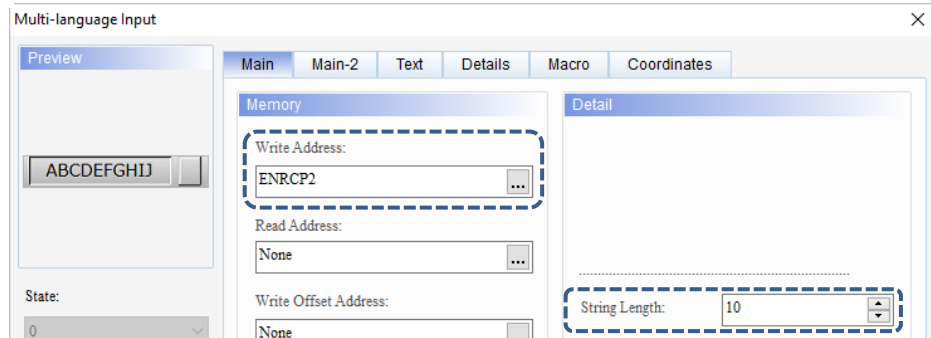 Multi-language Input
Preview
ABCDEFGHIJ
State:
0
Main Main-2 Text Details Macro Coordinates
Memory
Write Address:
ENRCP2
...
Read Address:
None
...
Write Offset Address:
None
Detail
String Length: 10